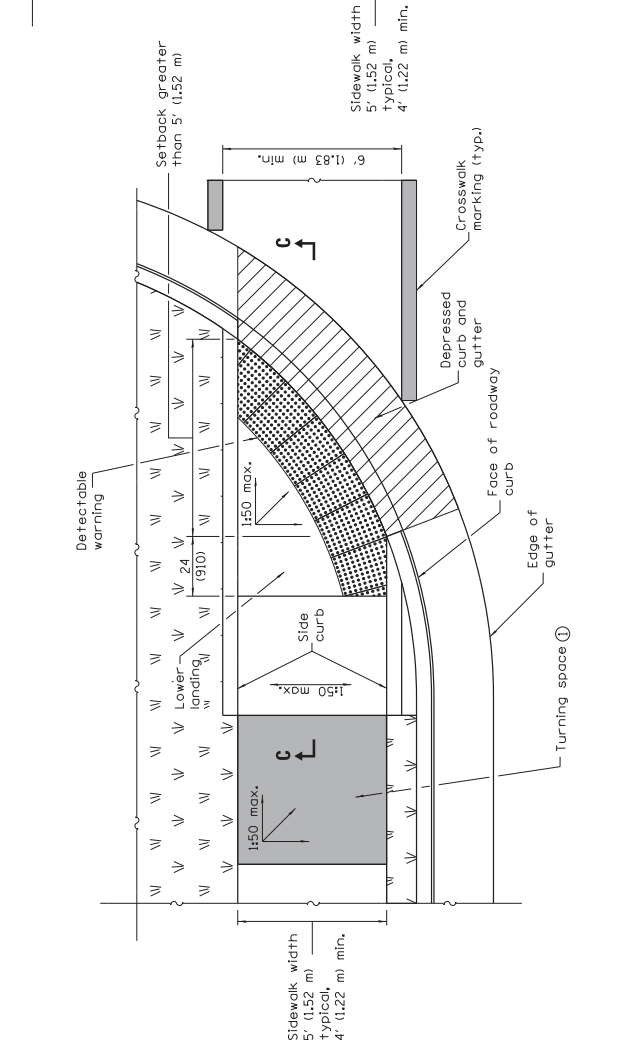 Setback greater
than 5' (1.52 m)
Sidewalk width
5' (1.52 m)
typical,
4' (1.22 m) min.
6' (1.83 m) min.
Crosswalk
marking (typ.)
C
Detectable
warning
1:50 max.
Depressed
curb and
gutter
Face of roadway
curb
24
(910)
Edge of
gutter
Lower
landing
Side
curb
1:50 max.
C
1:50 max.
Turning space 1
Sidewalk width
5' (1.52 m)
typical,
4' (1.22 m) min.